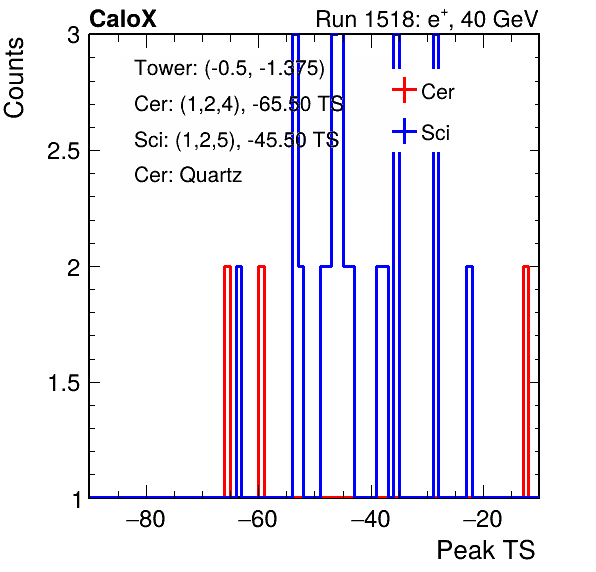 CaloX Run 1518: e+, 40 GeV
Counts
3
2.5
2
1.5
1
Tower: (-0.5, -1.375)
Cer: (1,2,4), -65.50 TS
Sci: (1,2,5), -45.50 TS
Cer: Quartz
Cer
Sci
−80 −60 −40 −20
Peak TS